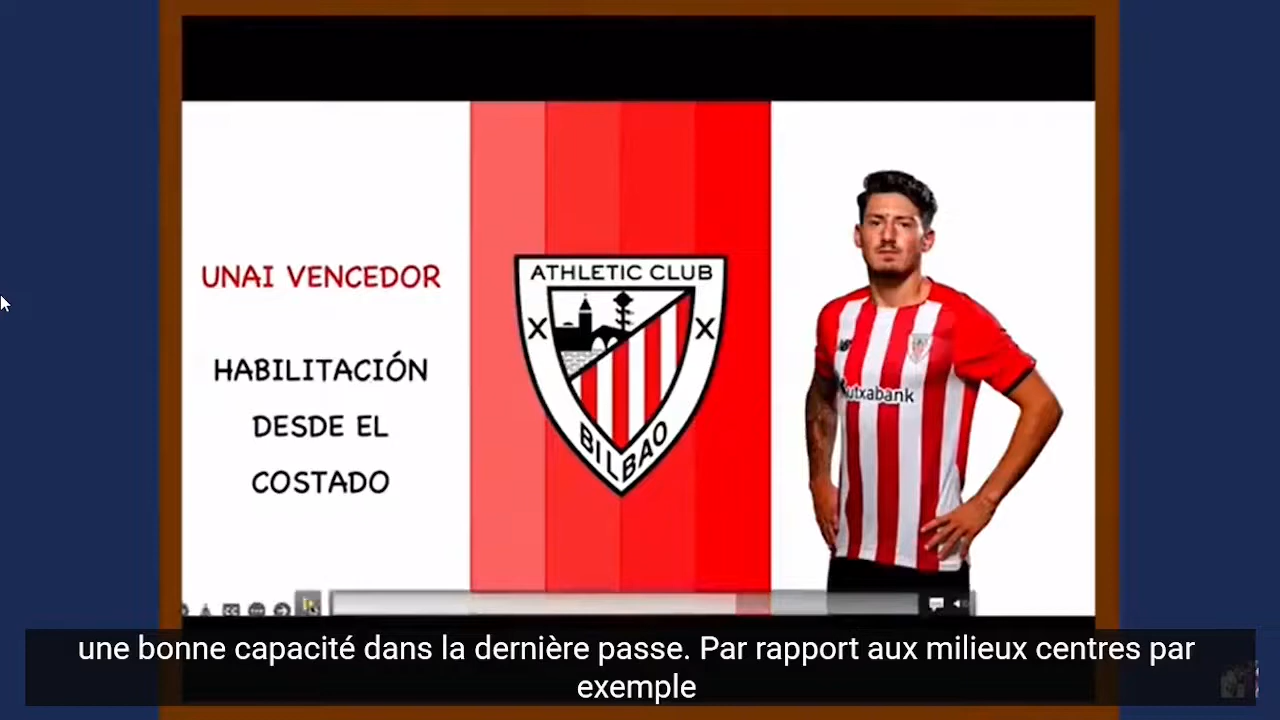 UNAI VENCEDOR
HABILITACIÓN
DESDE EL
COSTADO
ATHLETIC CLUB
X X
BILBAO
Kutxabank
CC
une bonne capacité dans la dernière passe. Par rapport aux milieux centres par
exemple